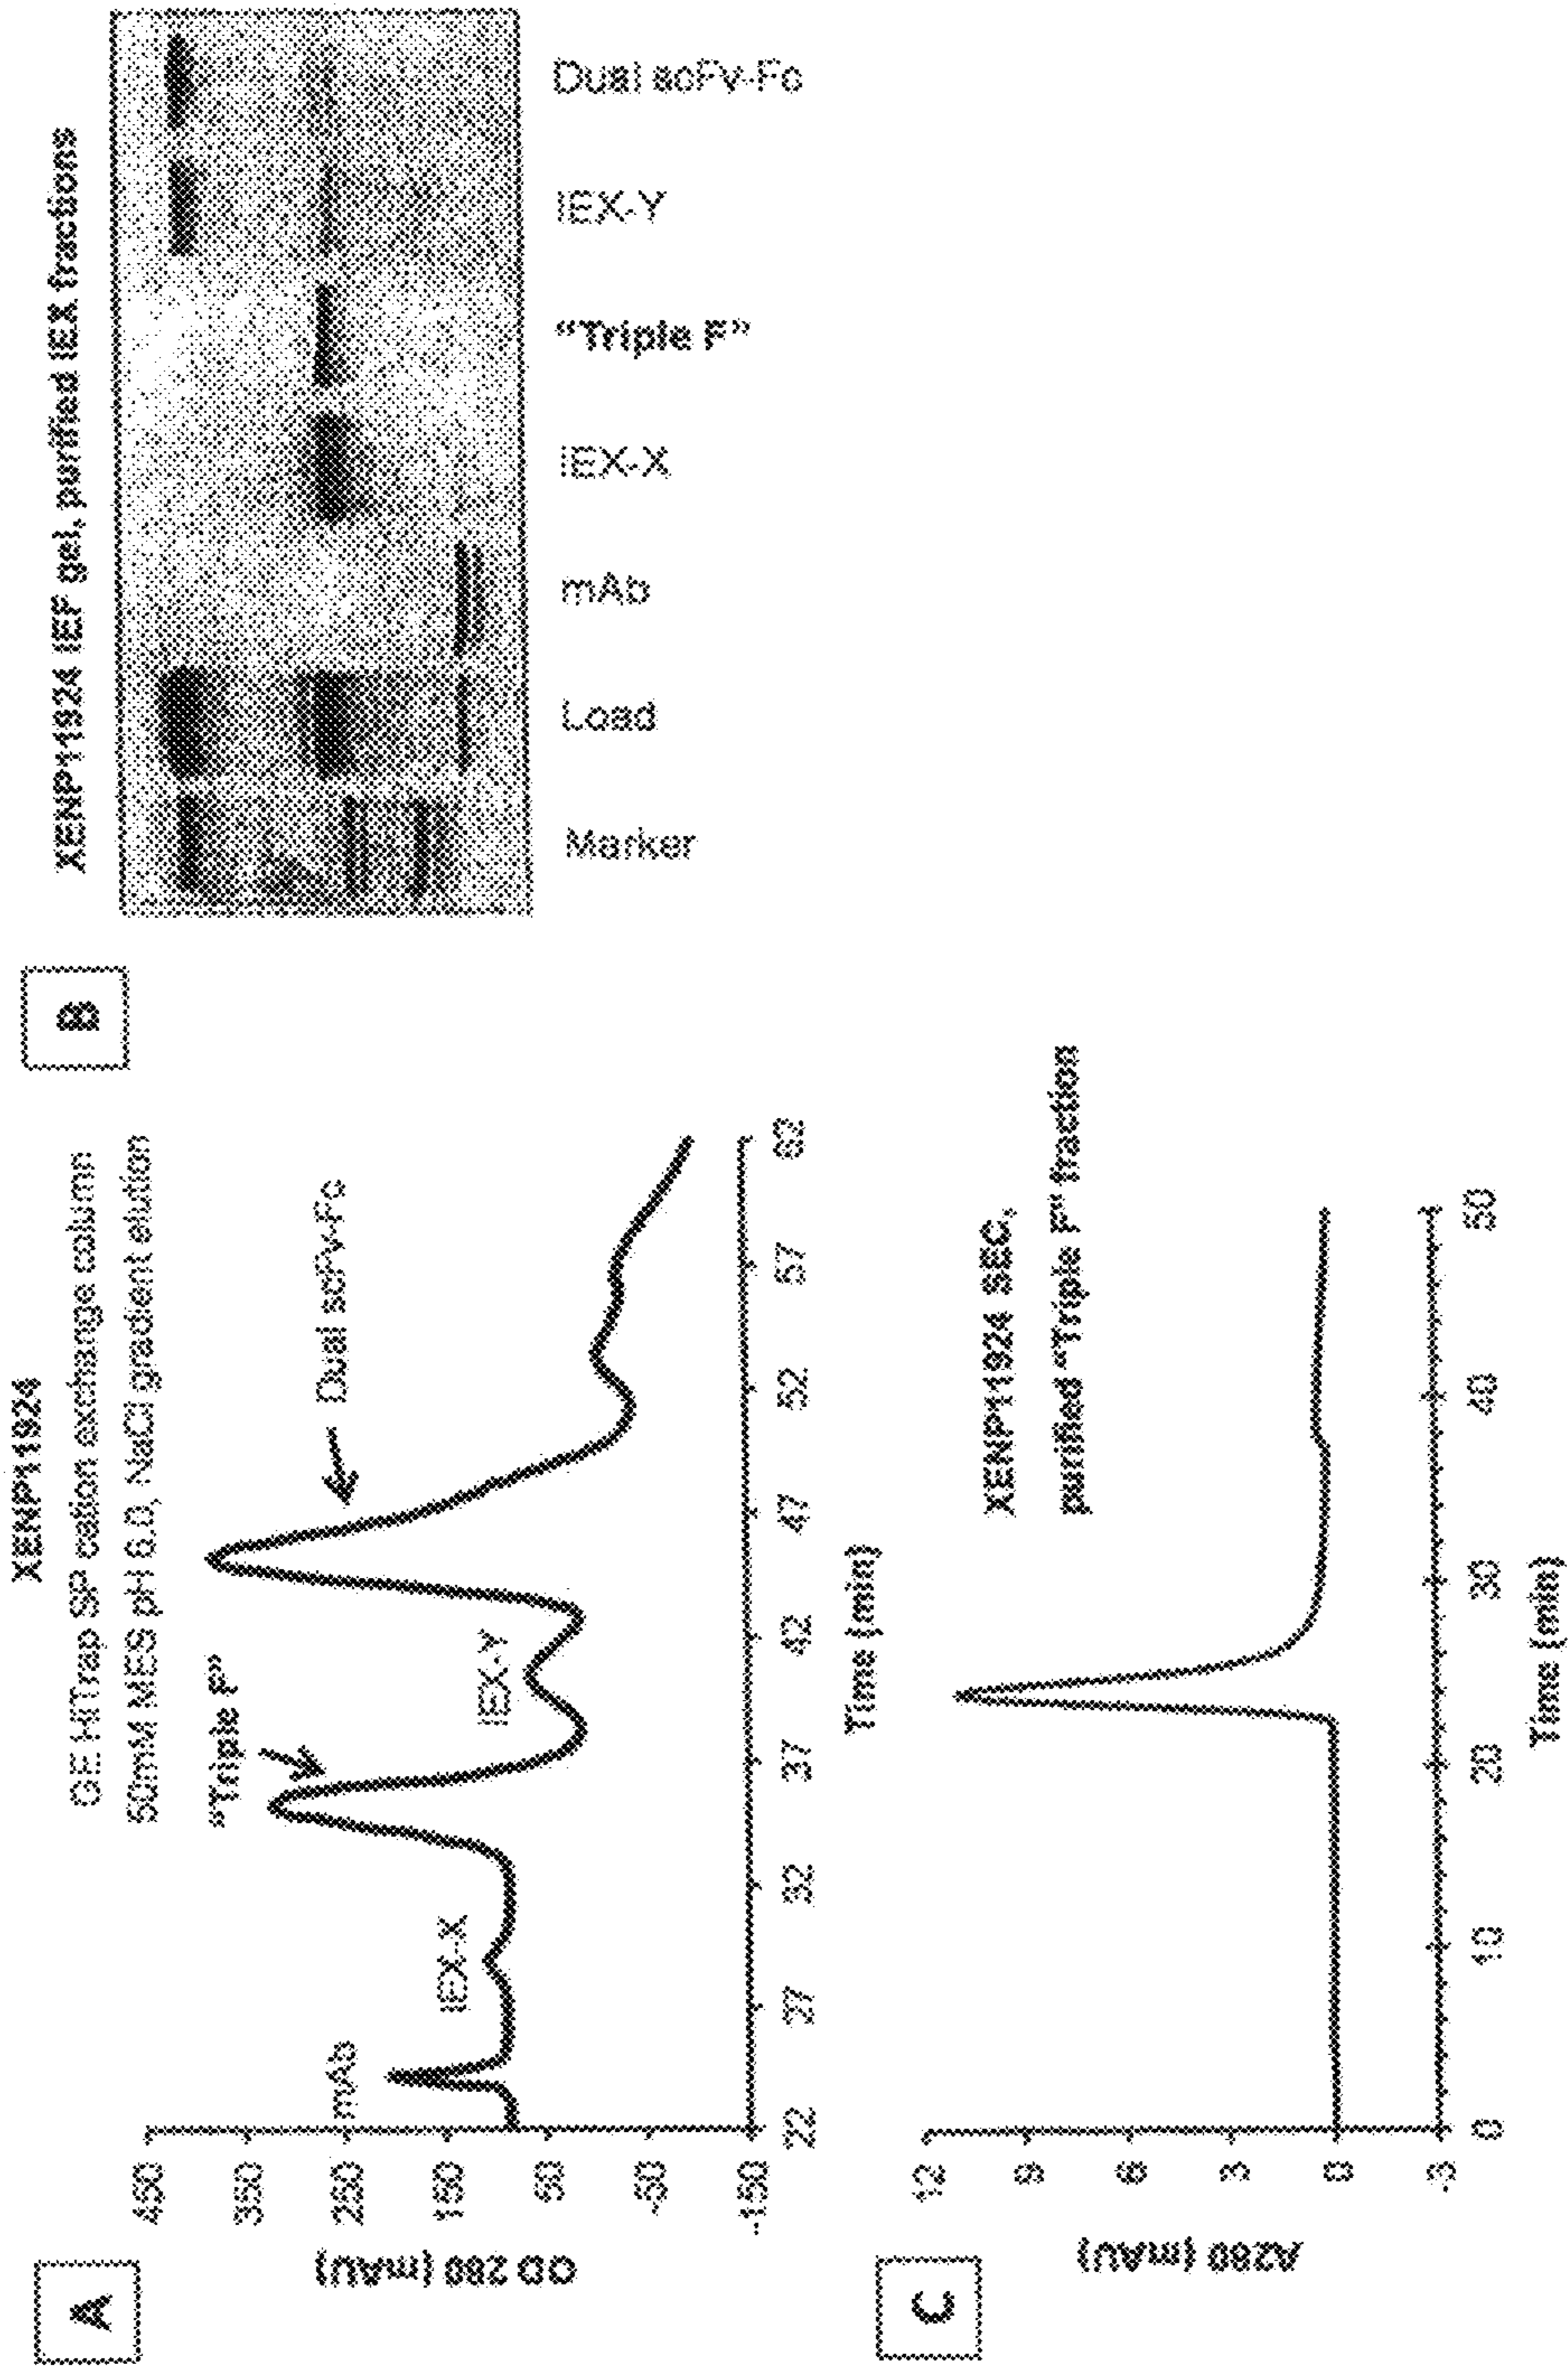 A
XENP11924
GE HiTrap SP cation exchange column
50mM MES pH 6.0, NaCl gradient elution
OD 280 (mAU)
450
350
250
150
50
-50
-150
mAb
IEX-X
"Triple F"
IEX-Y
Dual scFv-Fc
22
27
32
37
42
47
52
57
62
Time (min)
B
XENP11924 IEF gel, purified IEX fractions
Marker
Load
mAb
IEX-X
"Triple F"
IEX-Y
Dual scFv-Fc
C
XENP11924 SEC,
purified "Triple F" fraction
A280 (mAU)
12
9
6
3
0
-3
0
10
20
30
40
50
Time (min)